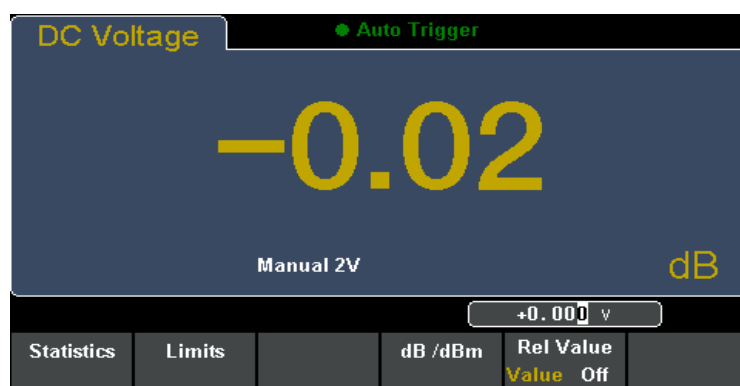 DC Voltage
Auto Trigger
−0.02
Manual 2V
dB
+0.000 V
Statistics Limits dB /dBm Rel Value
Value Off